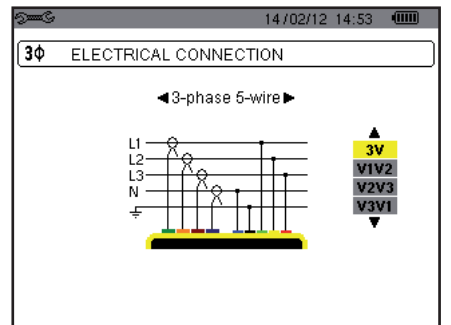 14/02/12 14:53
3Φ ELECTRICAL CONNECTION
◄3-phase 5-wire►
L1
L2
L3
N
3V
V1V2
V2V3
V3V1